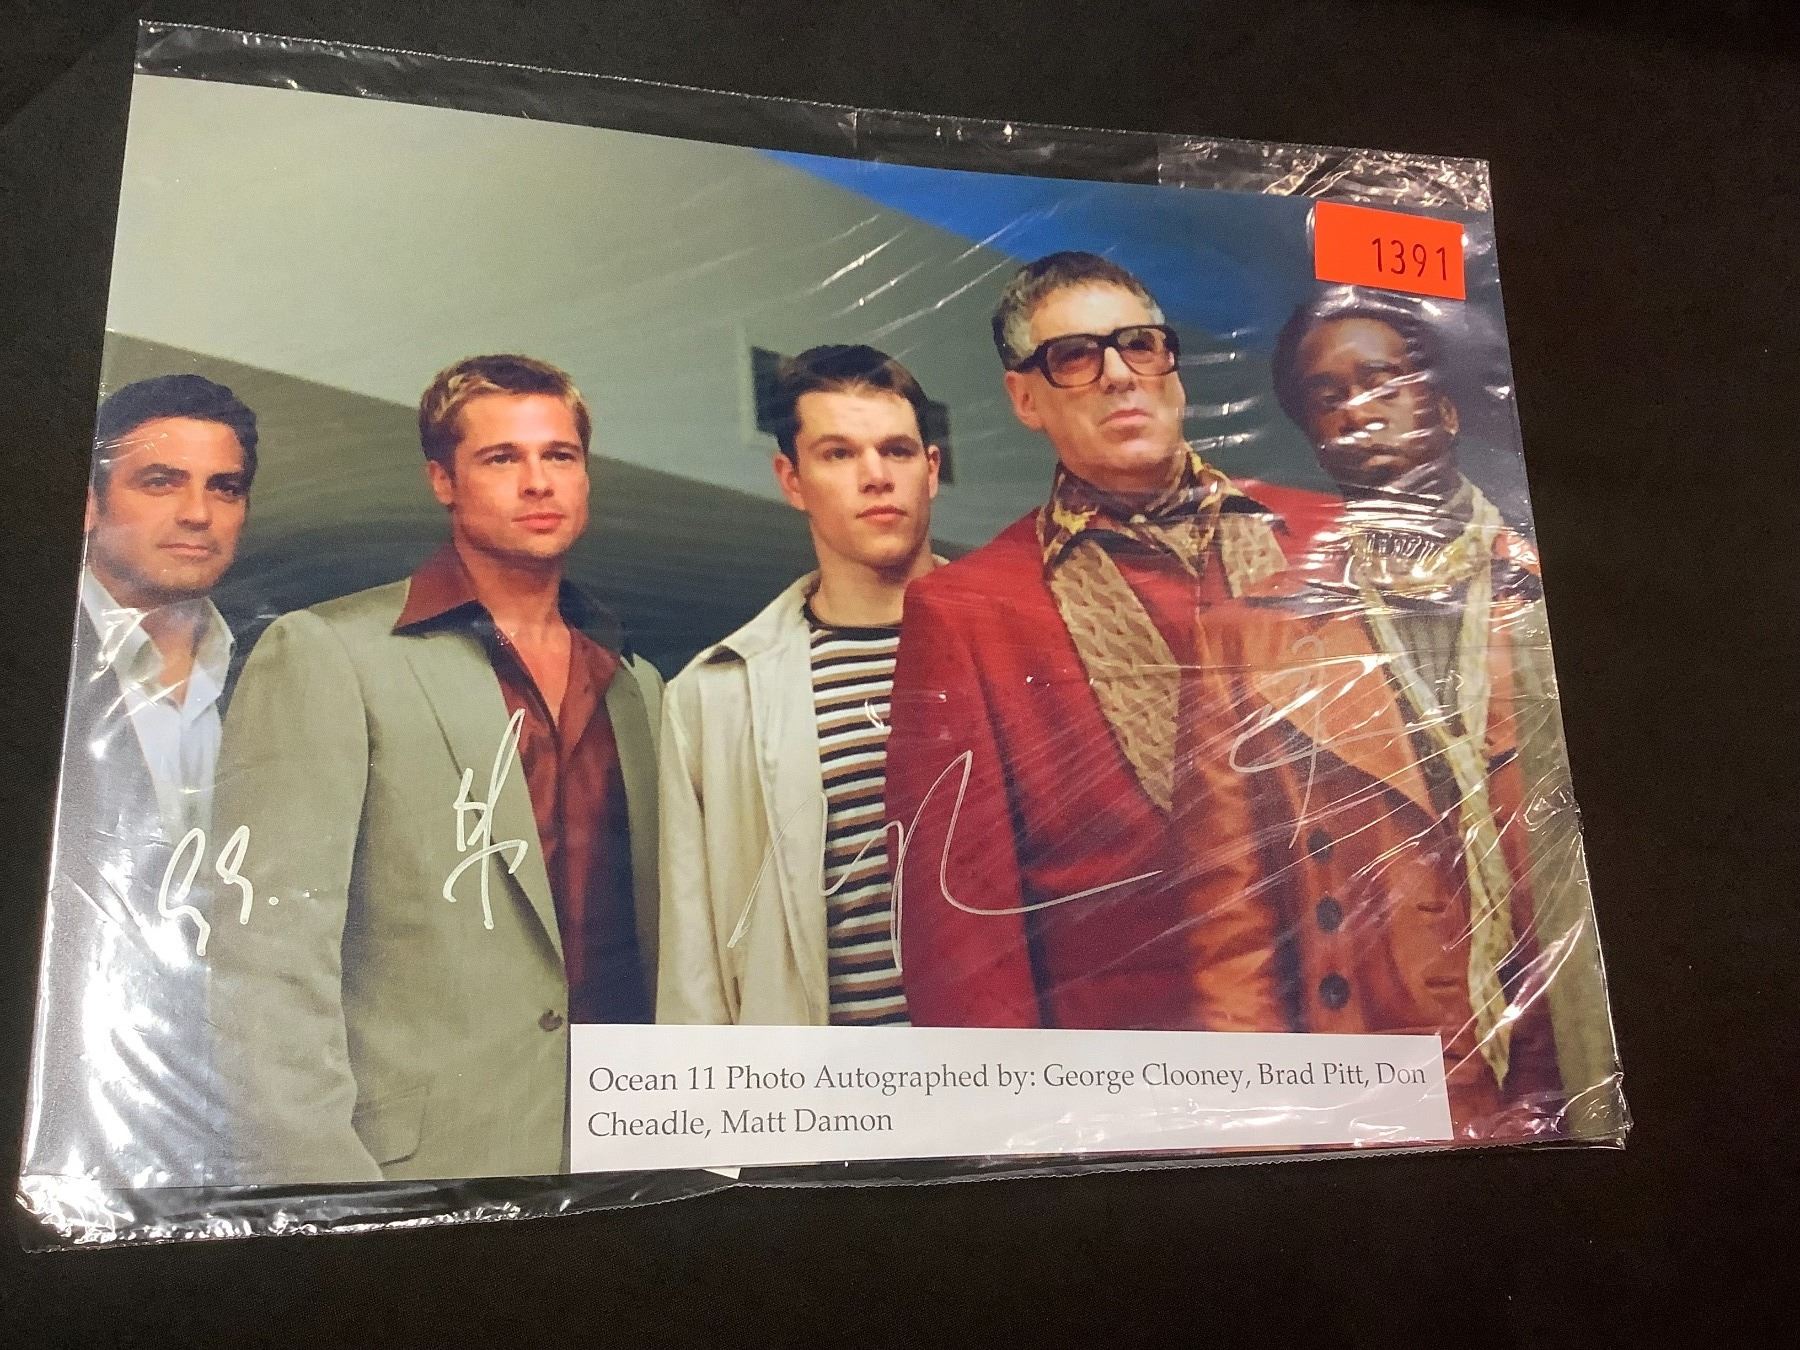 1391
Ocean 11 Photo Autographed by: George Clooney, Brad Pitt, Don
Cheadle, Matt Damon